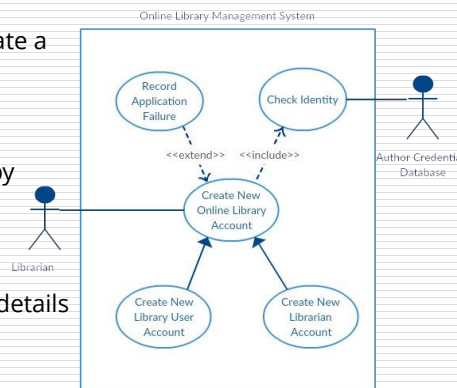 Online Library Management System
ate a
Record
Application
Failure
Check Identity
<<extend>>
<<include>>
Author Credenti
Database
by
Create New
Online Library
Account
Librarian
details
Create New
Library User
Account
Create New
Librarian
Account